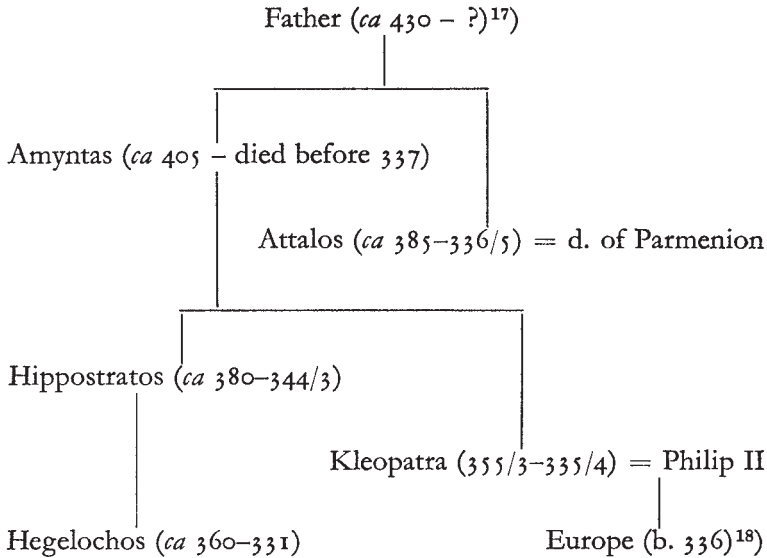 Father (ca 430 – ?)¹⁷)
Amyntas (ca 405 – died before 337)
Attalos (ca 385–336/5) = d. of Parmenion
Hippostratos (ca 380–344/3)
Kleopatra (355/3–335/4) = Philip II
Hegelochos (ca 360–331)
Europe (b. 336)¹⁸)